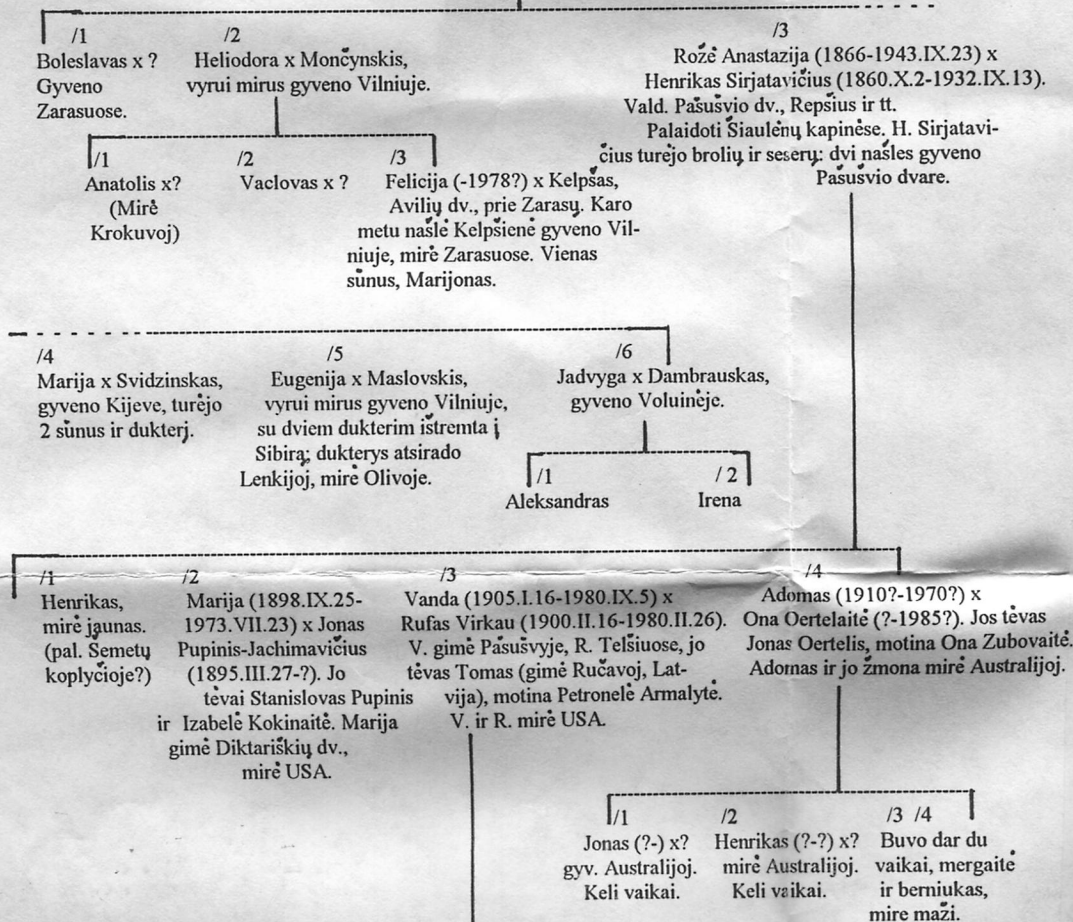 /1
Boleslavas x ?
Gyveno
Zarasuose.
/2
Heliodora x Mončynskis,
vyrui mirus gyveno Vilniuje.
/3
Rožė Anastazija (1866-1943.IX.23) x
Henrikas Sirjatavičius (1860.X.2-1932.IX.13).
Vald. Pašušvio dv., Repšius ir tt.
Palaidoti Šiaulėnų kapinėse. H. Sirjatavi-
čius turėjo brolių ir seserų: dvi našles gyveno
Pašušvio dvare.
/1
Anatolis x?
(Mirė
Krokuvoj)
/2
Vaclovas x ?
/3
Felicija (-1978?) x Kelpšas,
Avilių dv., prie Zarasų. Karo
metu našlė Kelpšienė gyveno Vil-
niuje, mirė Zarasuose. Vienas
sūnus, Marijonas.
/4
Marija x Svidzinskas,
gyveno Kijeve, turėjo
2 sūnus ir dukterį.
/5
Eugenija x Maslovskis,
vyrui mirus gyveno Vilniuje,
su dviem dukterim ištremta į
Sibirą; dukterys atsirado
Lenkijoj, mirė Olivoje.
/6
Jadvyga x Dambrauskas,
gyveno Voluinėje.
/1
Aleksandras
/ 2
Irena
/1
Henrikas,
mirė jaunas.
(pal. Šemetų
koplyčioje?)
/2
Marija (1898.IX.25-
1973.VII.23) x Jonas
Pupinis-Jachimavičius
(1895.III.27-?). Jo
tėvai Stanislovas Pupinis
ir Izabelė Kokinaitė. Marija
gimė Diktariškių dv.,
mirė USA.
/3
Vanda (1905.I.16-1980.IX.5) x
Rufas Virkau (1900.II.16-1980.II.26).
V. gimė Pašušvyje, R. Telšiuose, jo
tėvas Tomas (gimė Ručavoj, Lat-
vija), motina Petronelė Armalytė.
V. ir R. mirė USA.
/4
Adomas (1910?-1970?) x
Ona Oertelaitė (?-1985?). Jos tėvas
Jonas Oertelis, motina Ona Zubovaitė.
Adomas ir jo žmona mirė Australijoj.
/1
Jonas (?-) x?
gyv. Australijoj.
Keli vaikai.
/2
Henrikas (?-?) x?
mirė Australijoj.
Keli vaikai.
/3 /4
Buvo dar du
vaikai, mergaitė
ir berniukas,
mire maži.